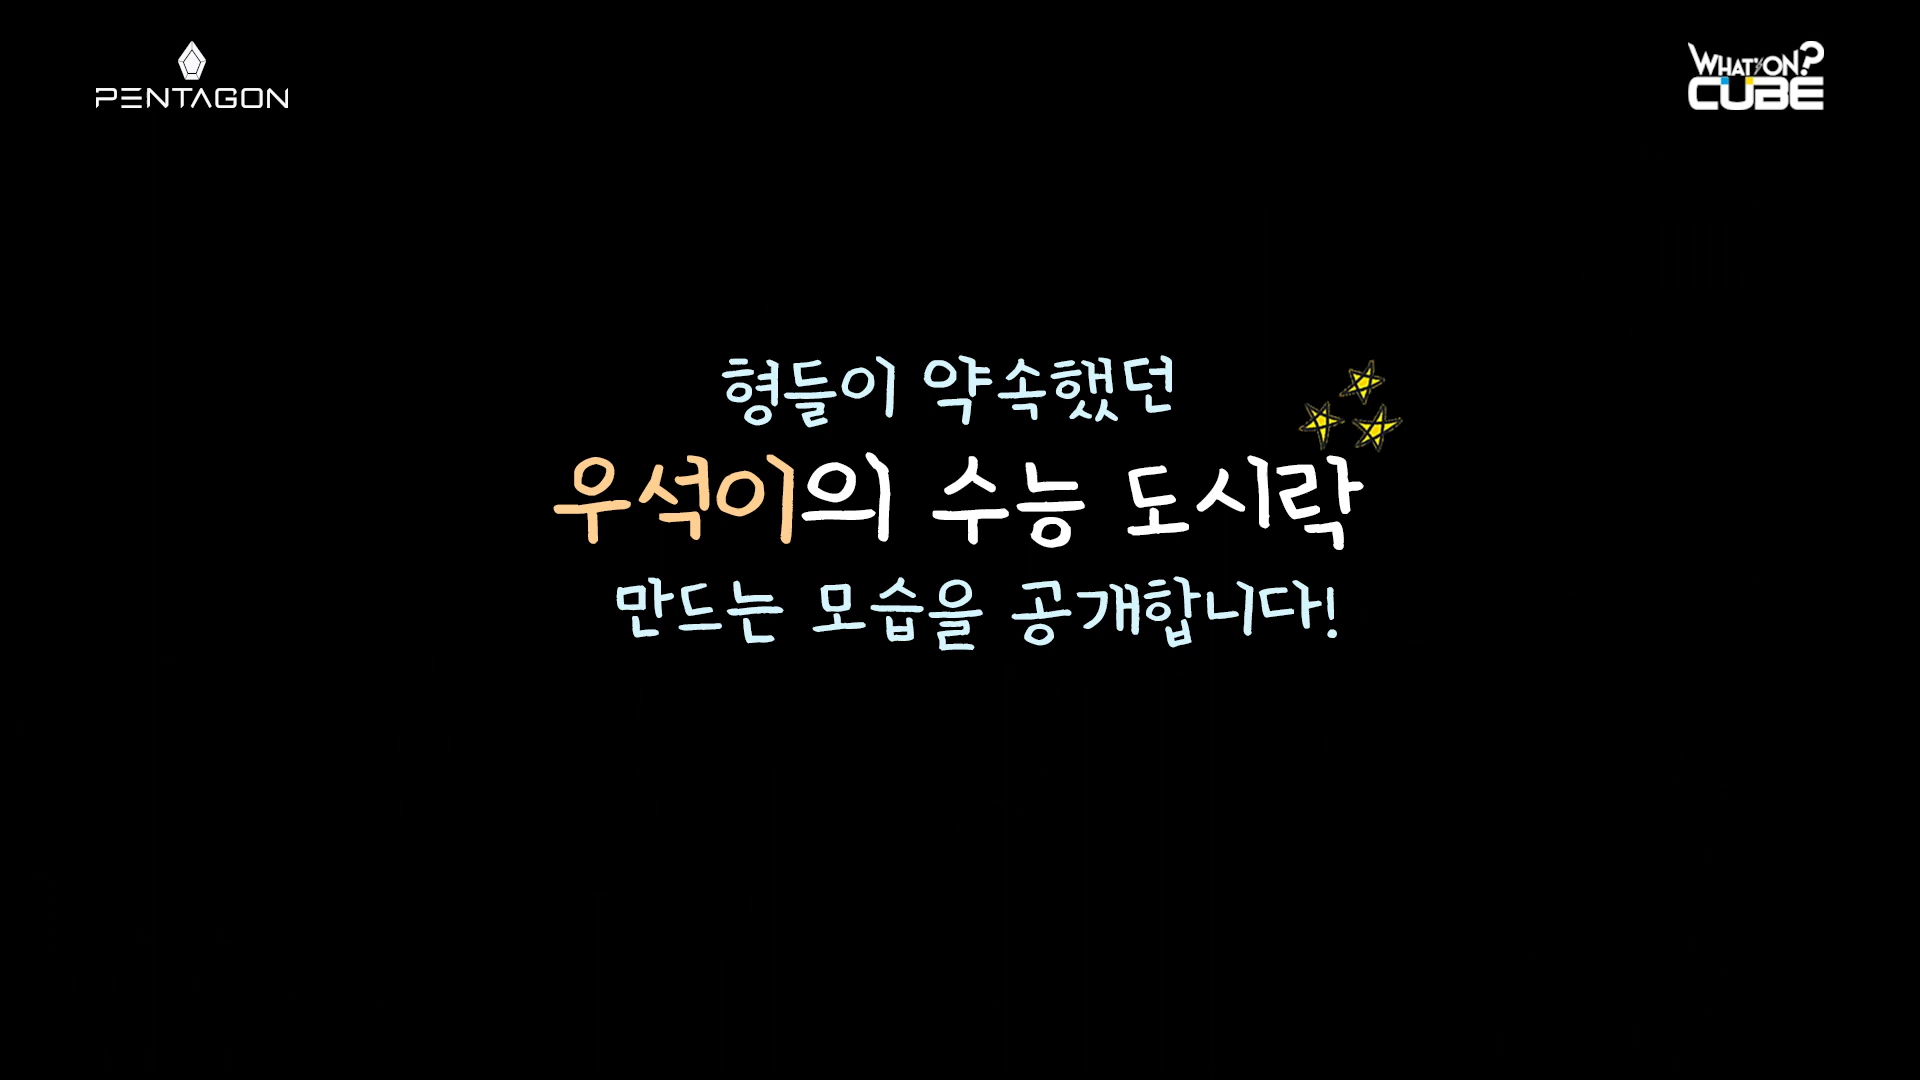 PENTAGON
WHAT'S ON?
CUBE
형들이 약속했던
우석이의 수능 도시락
만드는 모습을 공개합니다!